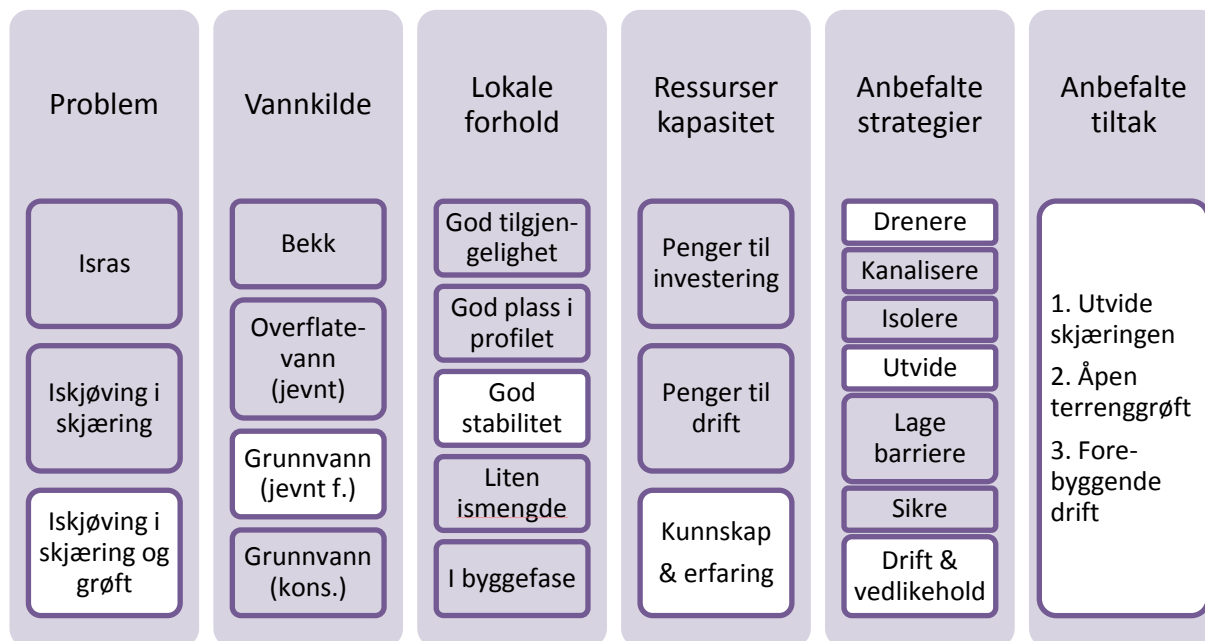 Problem
Isras
Iskjøving i
skjæring
Iskjøving i
skjæring og
grøft
Vannkilde
Bekk
Overflate-
vann
(jevnt)
Grunnvann
(jevnt f.)
Grunnvann
(kons.)
Lokale
forhold
God tilgjen-
gelighet
God plass i
profilet
God
stabilitet
Liten
ismengde
I byggefase
Ressurser
kapasitet
Penger til
investering
Penger til
drift
Kunnskap
& erfaring
Anbefalte
strategier
Drenere
Kanalisere
Isolere
Utvide
Lage
barriere
Sikre
Drift &
vedlikehold
Anbefalte
tiltak
1. Utvide
skjæringen
2. Åpen
terrenggrøft
3. Fore-
byggende
drift